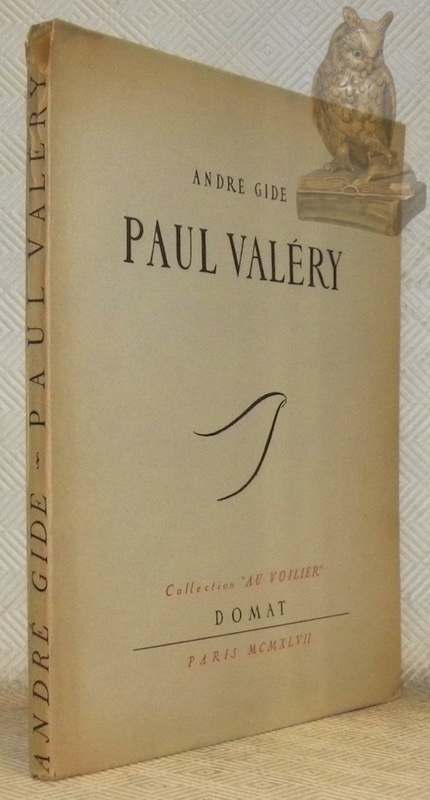 ANDRÉ GIDE
PAUL VALÉRY
Collection "AU VOILIER"
DOMAT
PARIS MCMXLVII
ANDRÉ GIDE ~ PAUL VALÉRY